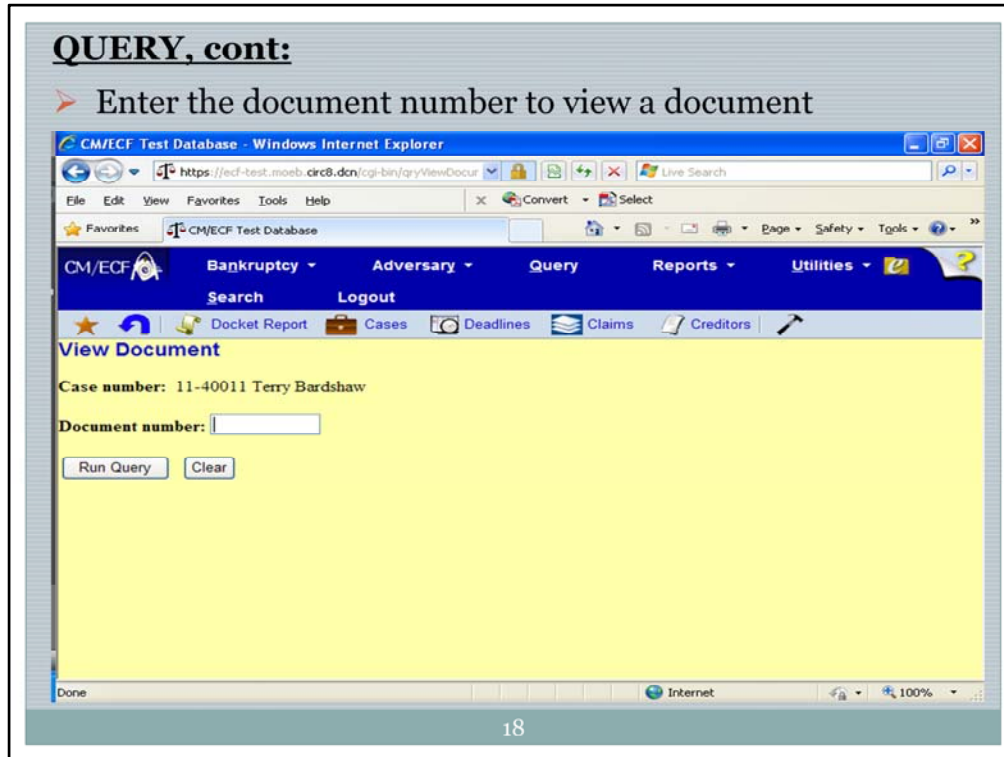 QUERY, cont:
Enter the document number to view a document
CM/ECF Test Database - Windows Internet Explorer
https://ecf-test.moeb.circ8.dcn/cgi-bin/qryViewDocur Live Search
File Edit View Favorites Tools Help x Convert Select
Favorites CM/ECF Test Database Page Safety Tools »
CM/ECF Bankruptcy Adversary Query Reports Utilities ?
Search Logout
Docket Report Cases Deadlines Claims Creditors
View Document
Case number: 11-40011 Terry Bardshaw
Document number:
Run Query Clear
Done Internet 100%
18